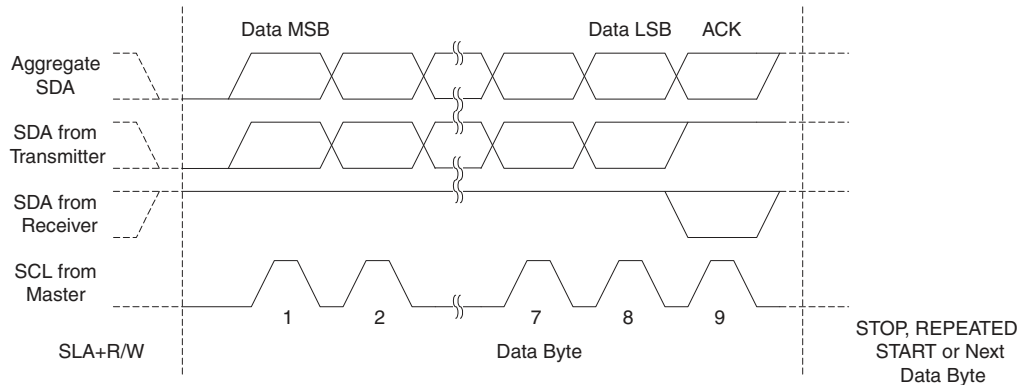 Data MSB
Data LSB
ACK
Aggregate
SDA
SDA from
Transmitter
SDA from
Receiver
SCL from
Master
1
2
7
8
9
SLA+R/W
Data Byte
STOP, REPEATED
START or Next
Data Byte